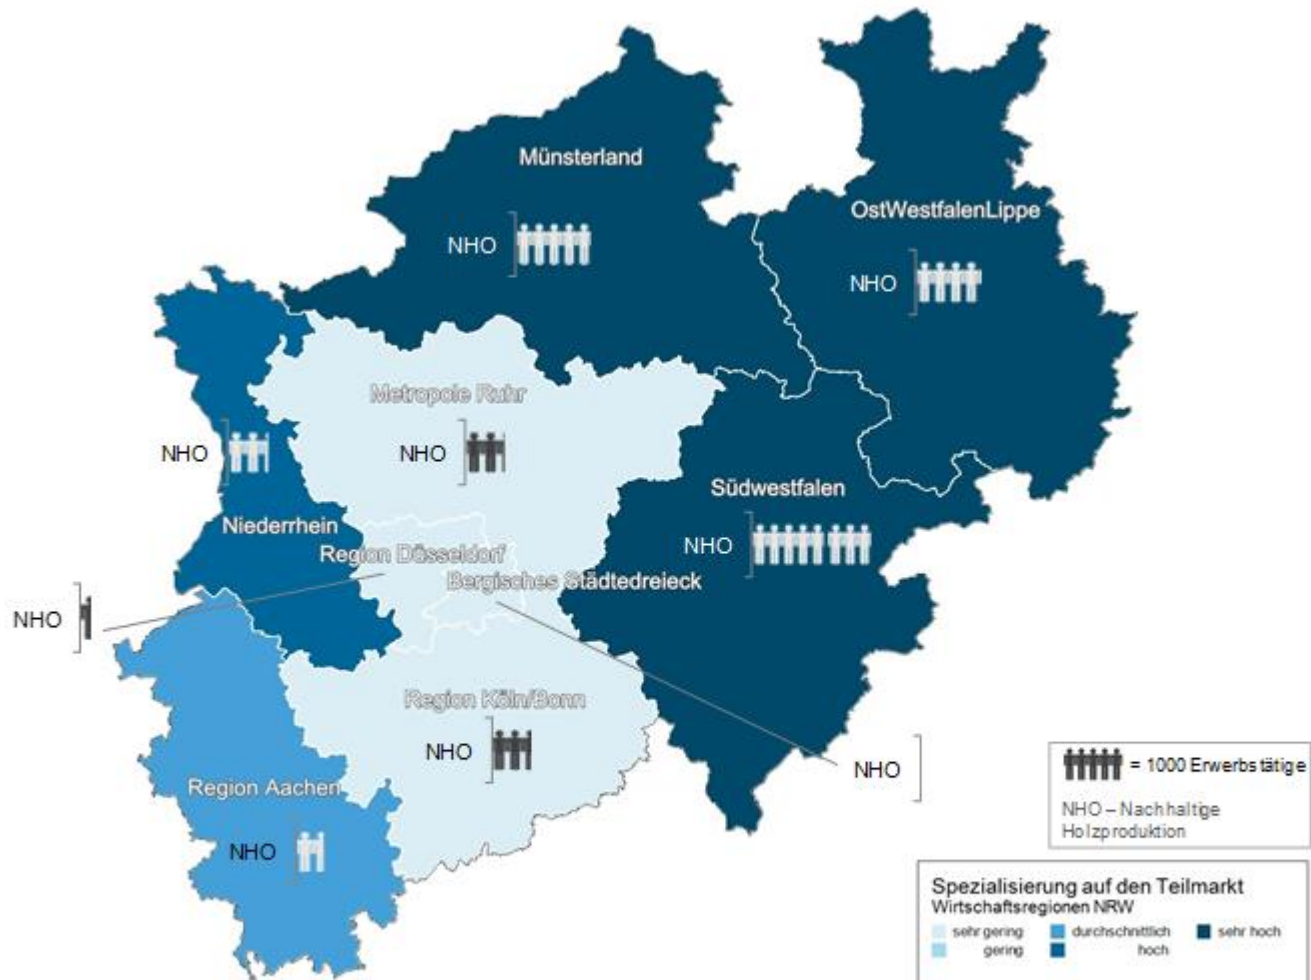 Münsterland
OstWestfalenLippe
NHO
NHO
Metropole Ruhr
NHO
NHO
Südwestfalen
Niederrhein
NHO
Region Düsseldorf
Bergisches Städtedreieck
NHO
Region Köln/Bonn
NHO
NHO
Region Aachen
NHO
= 1000 Erwerbstätige
NHO – Nachhaltige
Holzproduktion
Spezialisierung auf den Teilmarkt
Wirtschaftsregionen NRW
sehr gering durchschnittlich sehr hoch
gering hoch